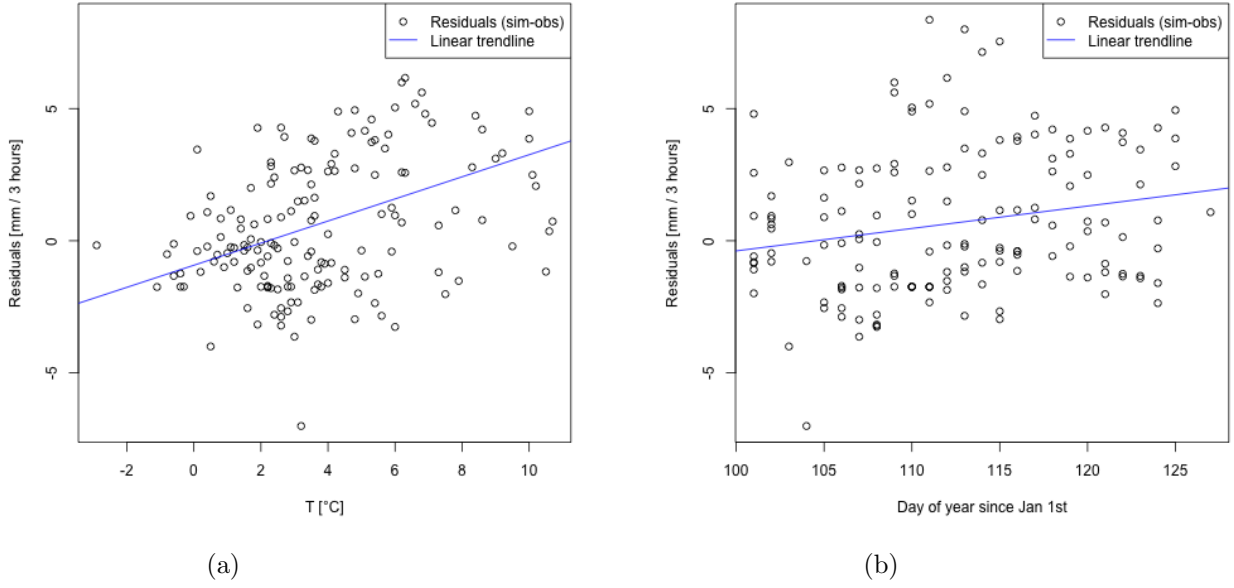 Residuals (sim-obs)
Linear trendline
Residuals [mm / 3 hours]
5
0
-5
-2
0
2
4
6
8
10
T [°C]
(a)
Residuals (sim-obs)
Linear trendline
Residuals [mm / 3 hours]
5
0
-5
100
105
110
115
120
125
Day of year since Jan 1st
(b)